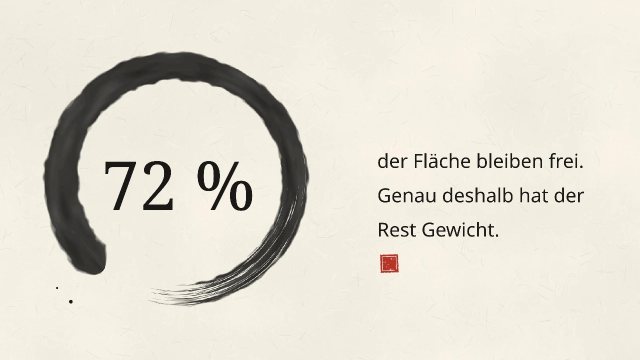 72 %
der Fläche bleiben frei.
Genau deshalb hat der
Rest Gewicht.